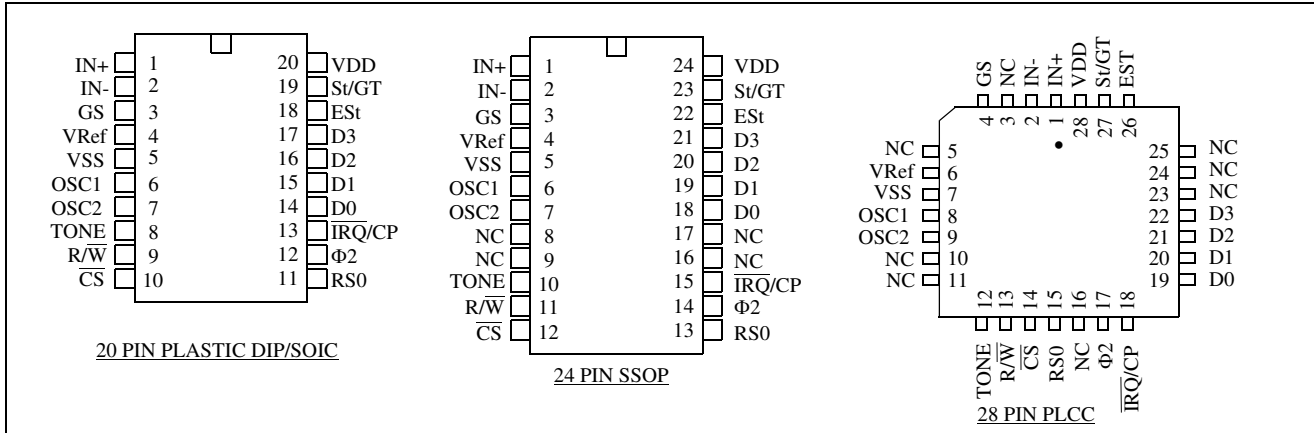 IN+ 1 20 VDD
IN- 2 19 St/GT
GS 3 18 ESt
VRef 4 17 D3
VSS 5 16 D2
OSC1 6 15 D1
OSC2 7 14 D0
TONE 8 13 IRQ/CP
R/W 9 12 Φ2
CS 10 11 RS0
20 PIN PLASTIC DIP/SOIC
IN+ 1 24 VDD
IN- 2 23 St/GT
GS 3 22 ESt
VRef 4 21 D3
VSS 5 20 D2
OSC1 6 19 D1
OSC2 7 18 D0
NC 8 17 NC
NC 9 16 NC
TONE 10 15 IRQ/CP
R/W 11 14 Φ2
CS 12 13 RS0
24 PIN SSOP
GS NC IN- IN+ VDD St/GT EST
4 3 2 1 28 27 26
NC 5 25 NC
VRef 6 24 NC
VSS 7 23 NC
OSC1 8 22 D3
OSC2 9 21 D2
NC 10 20 D1
NC 11 19 D0
12 13 14 15 16 17 18
TONE R/W CS RS0 NC Φ2 IRQ/CP
28 PIN PLCC